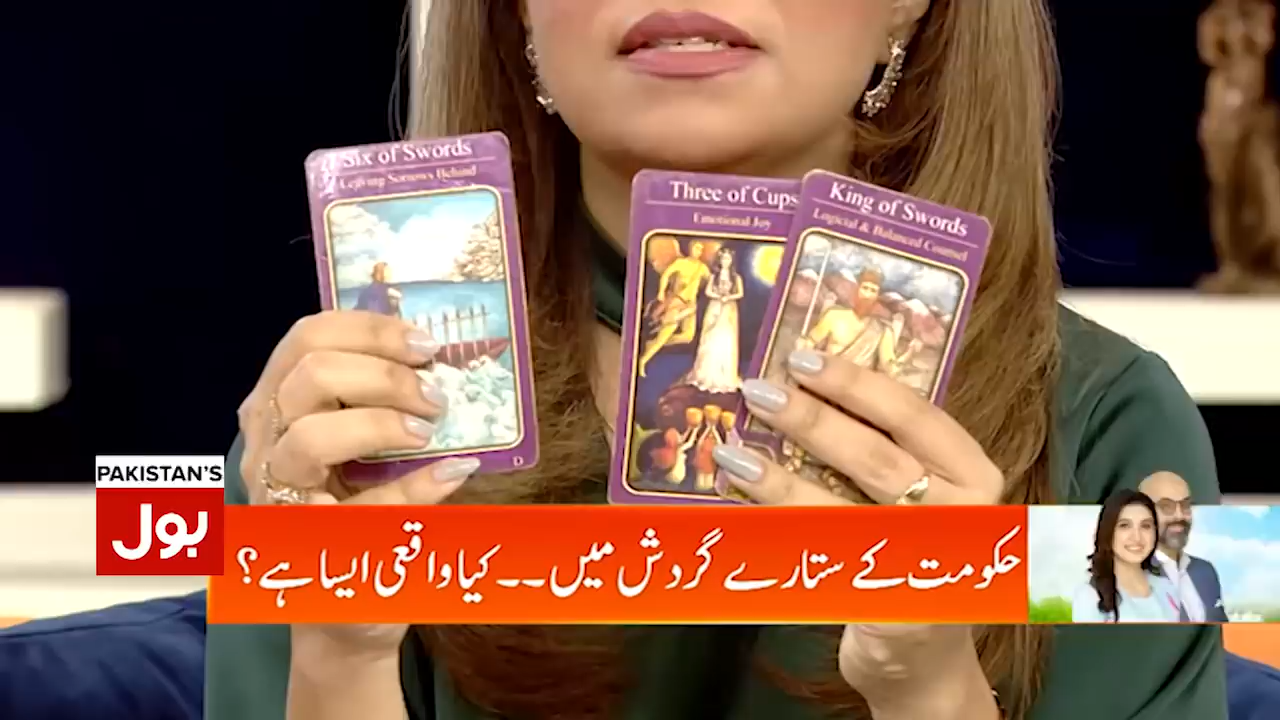 Six of Swords
Leaving Sorrows Behind
D
Three of Cups
Emotional Joy
King of Swords
Logicial & Balanced Counsel
PAKISTAN'S
بول
حکومت کے ستارے گردش میں۔۔کیا واقعی ایسا ہے؟